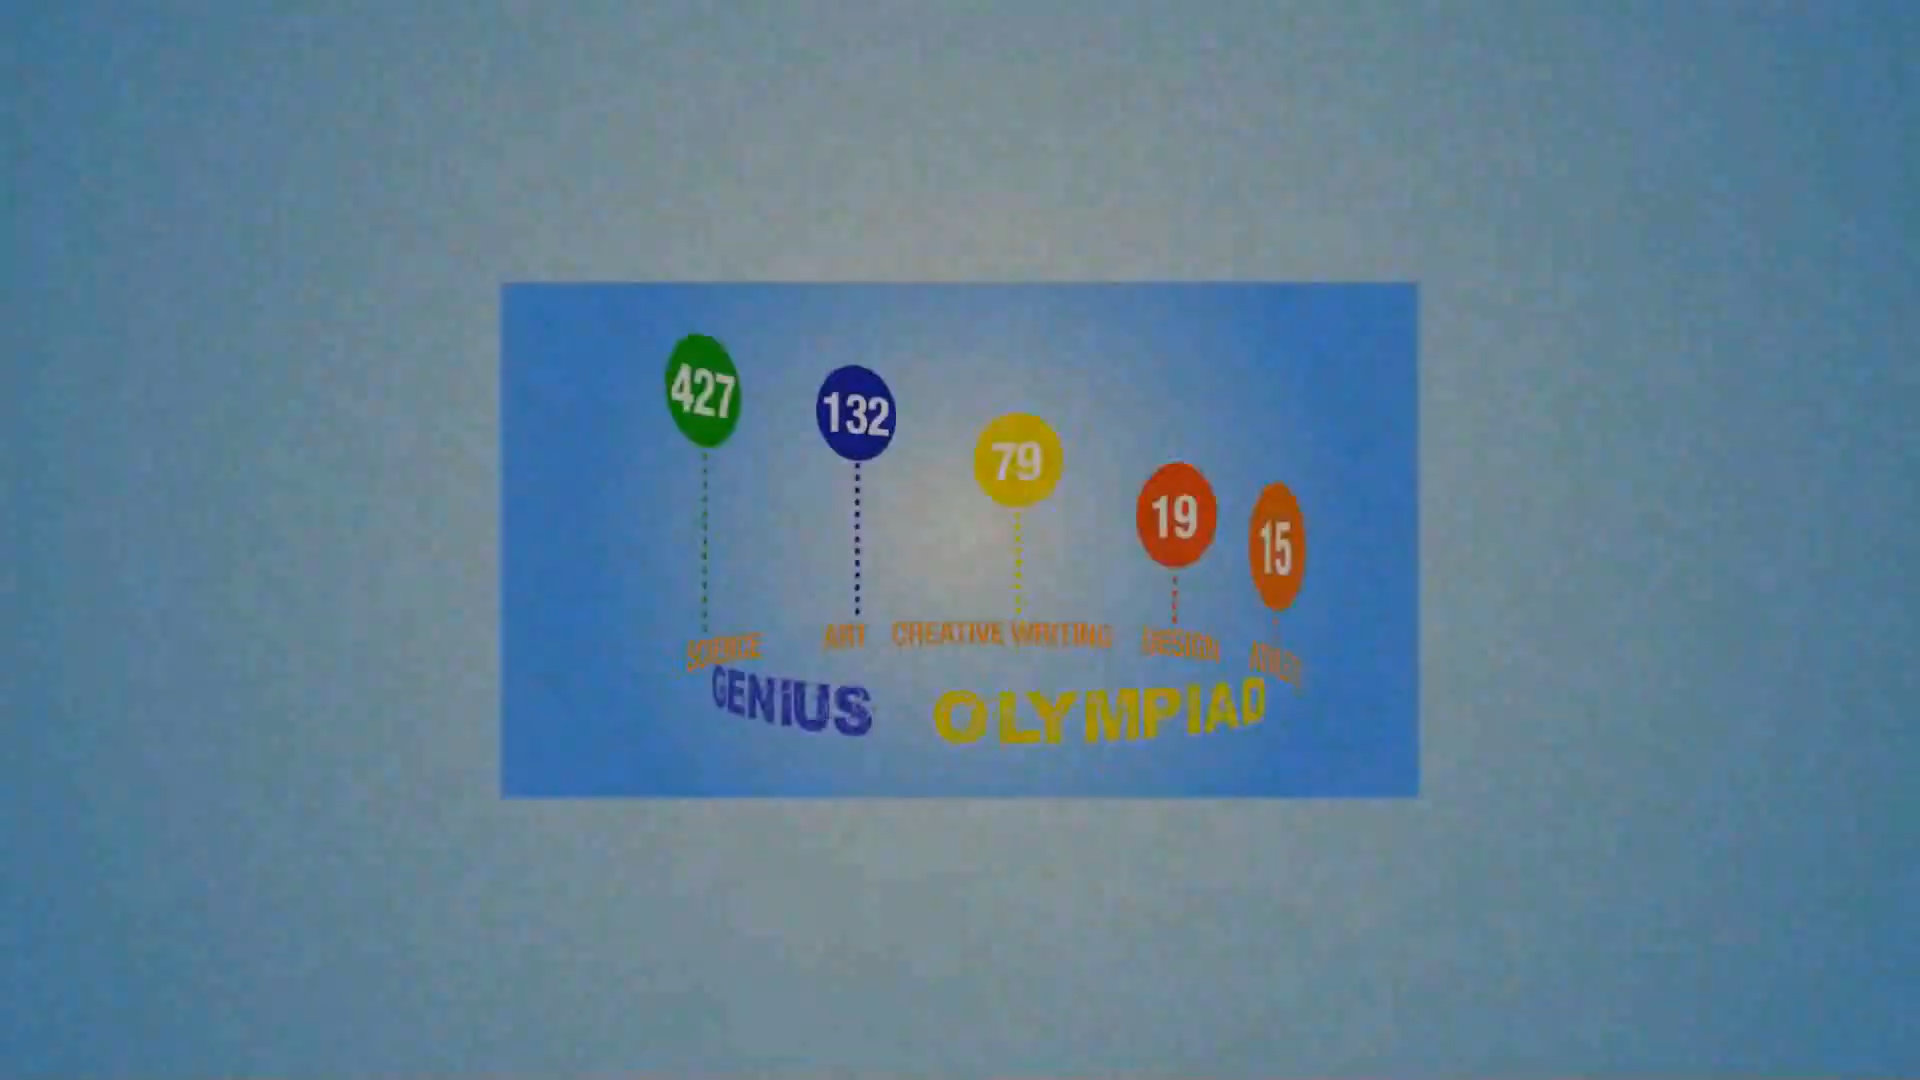 427
132
79
19
15
SCIENCE ART CREATIVE WRITING DESIGN
GENIUS OLYMPIAD